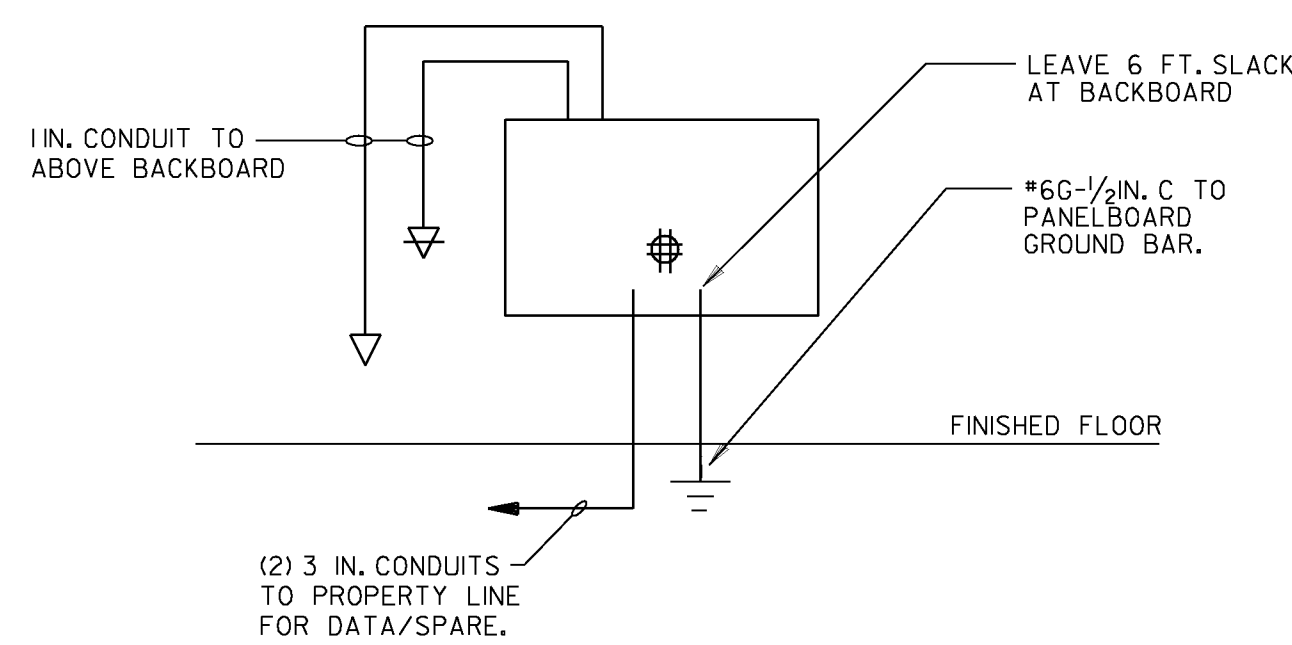 LEAVE 6 FT. SLACK
AT BACKBOARD
1 IN. CONDUIT TO
ABOVE BACKBOARD
#6G-1/2IN. C TO
PANELBOARD
GROUND BAR.
FINISHED FLOOR
(2) 3 IN. CONDUITS
TO PROPERTY LINE
FOR DATA/SPARE.